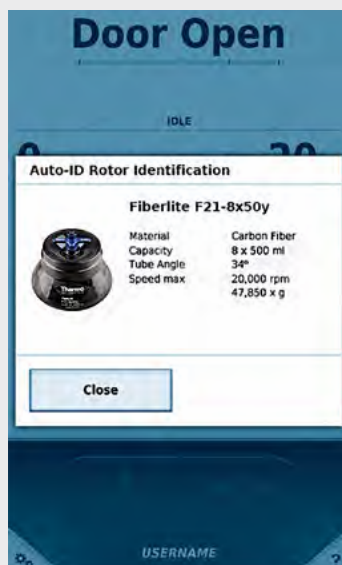 Door Open
IDLE
Auto-ID Rotor Identification
Fiberlite F21-8x50y
Material Carbon Fiber
Capacity 8 x 500 ml
Tube Angle 34°
Speed max 20,000 rpm
47,850 x g
Close
USERNAME